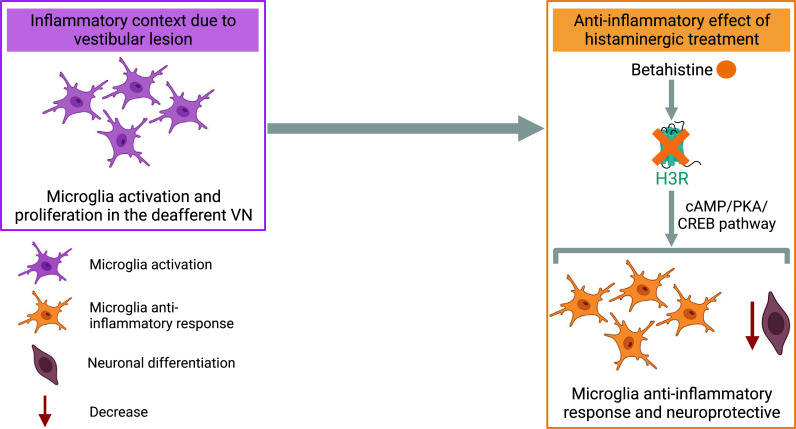 Inflammatory context due to
vestibular lesion
Microglia activation and
proliferation in the deafferent VN
Microglia activation
Microglia anti-
inflammatory response
Neuronal differentiation
Decrease
Anti-inflammatory effect of
histaminergic treatment
Betahistine
H3R
cAMP/PKA/
CREB pathway
Microglia anti-inflammatory
response and neuroprotective